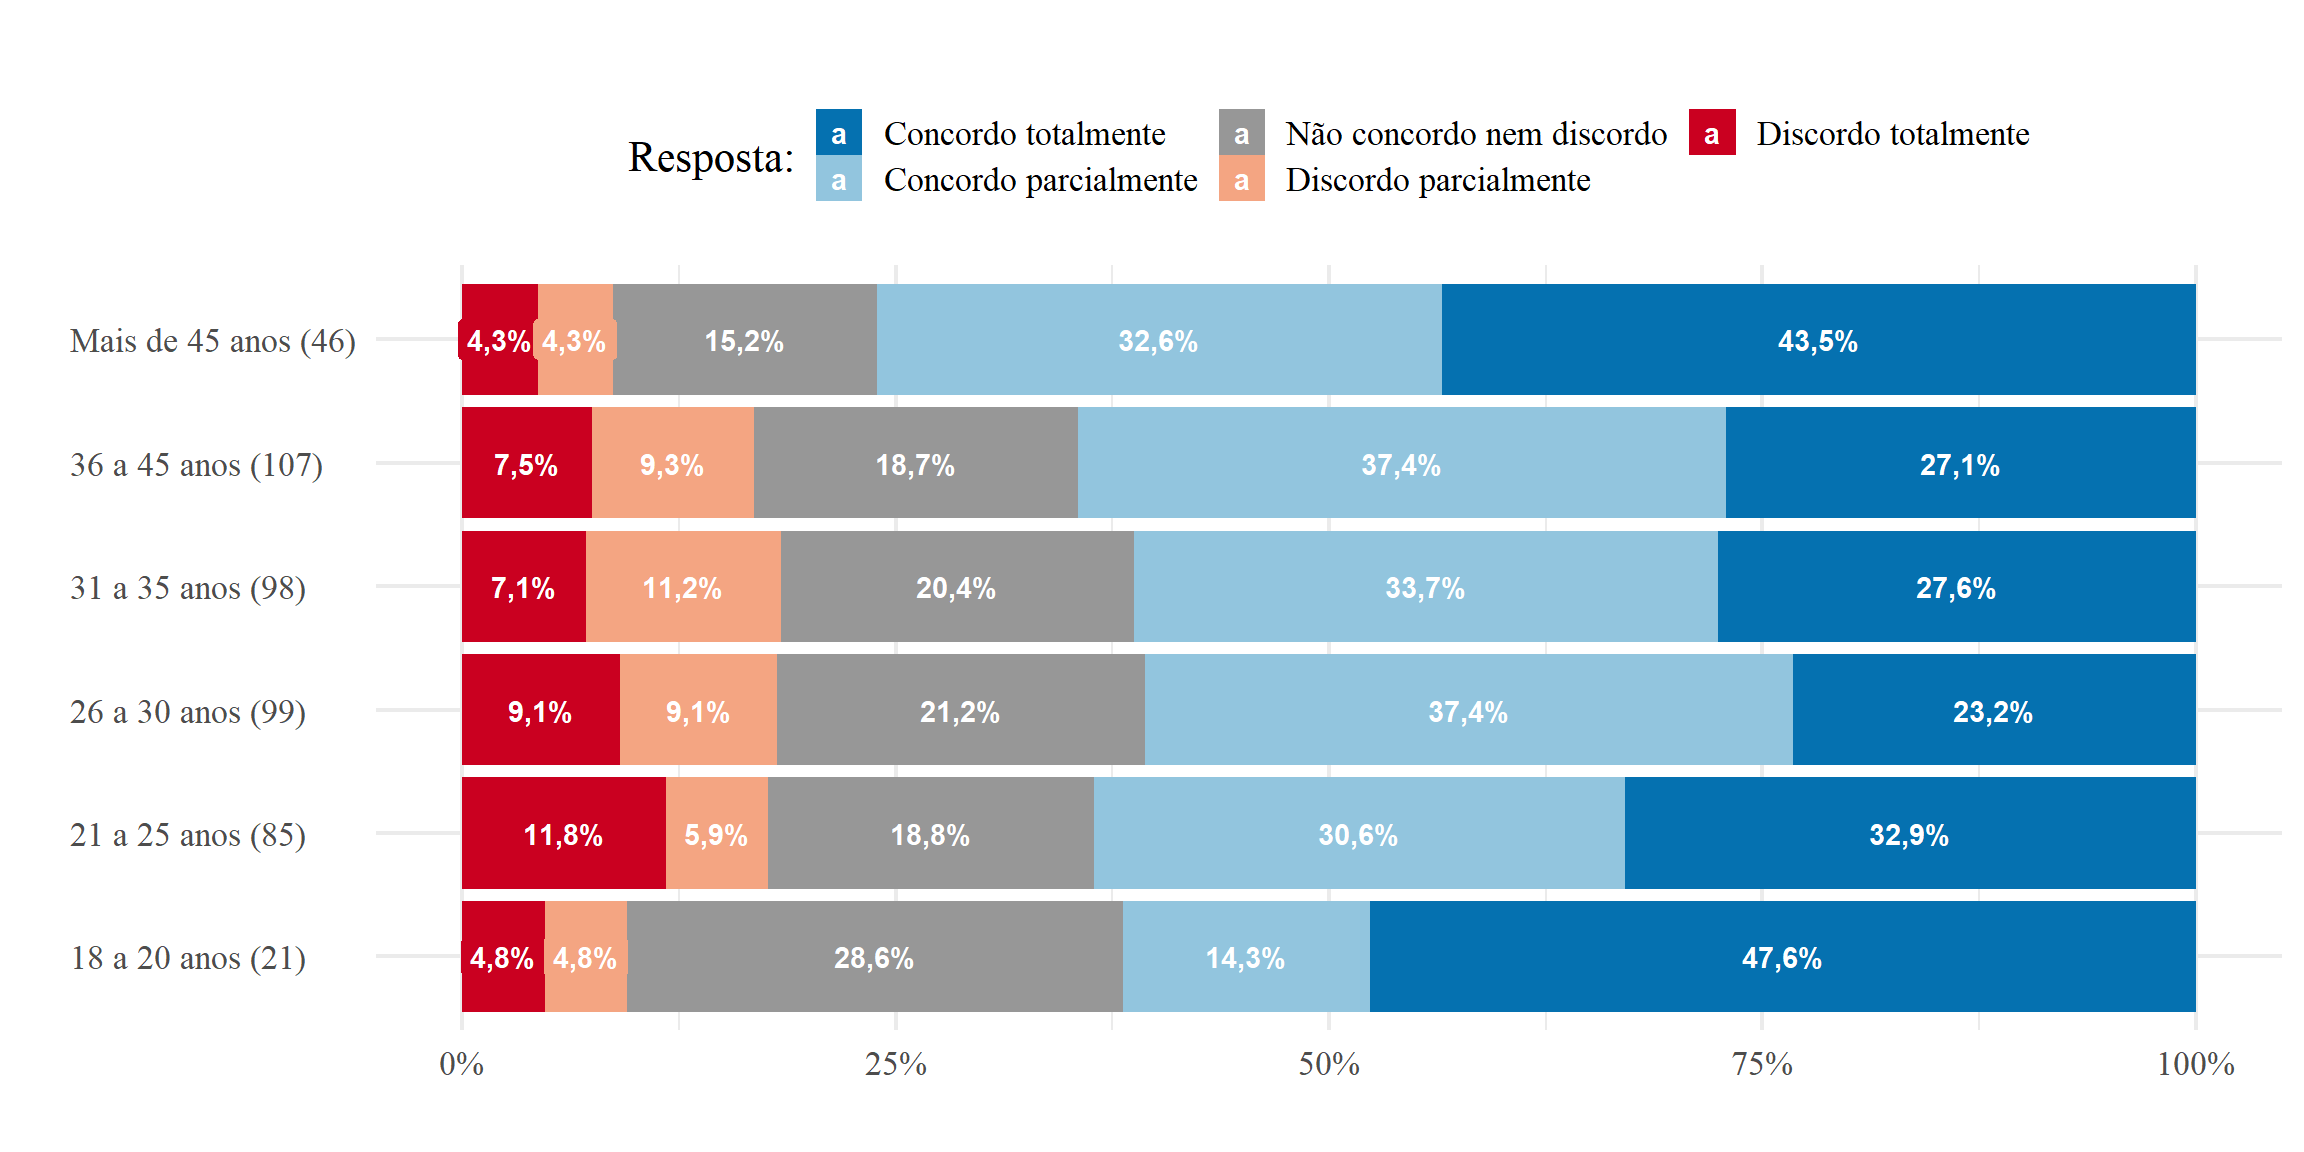 Resposta:
a Concordo totalmente
a Concordo parcialmente
a Não concordo nem discordo
a Discordo parcialmente
a Discordo totalmente
Mais de 45 anos (46) 4,3% 4,3% 15,2% 32,6% 43,5%
36 a 45 anos (107) 7,5% 9,3% 18,7% 37,4% 27,1%
31 a 35 anos (98) 7,1% 11,2% 20,4% 33,7% 27,6%
26 a 30 anos (99) 9,1% 9,1% 21,2% 37,4% 23,2%
21 a 25 anos (85) 11,8% 5,9% 18,8% 30,6% 32,9%
18 a 20 anos (21) 4,8% 4,8% 28,6% 14,3% 47,6%
0% 25% 50% 75% 100%